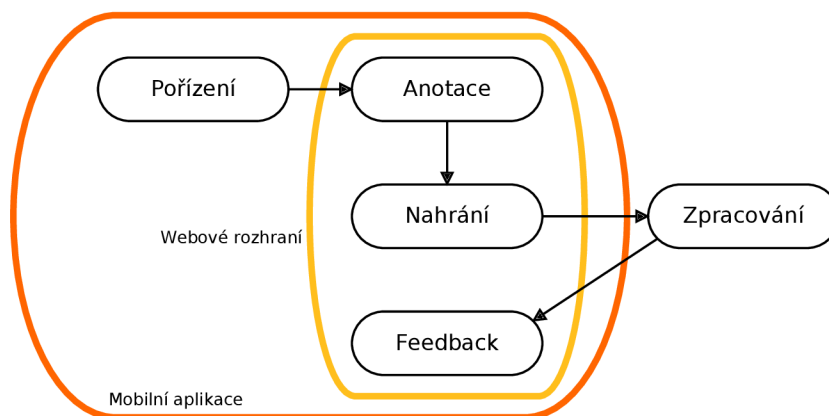 Pořízení
Anotace
Nahrání
Zpracování
Webové rozhraní
Feedback
Mobilní aplikace